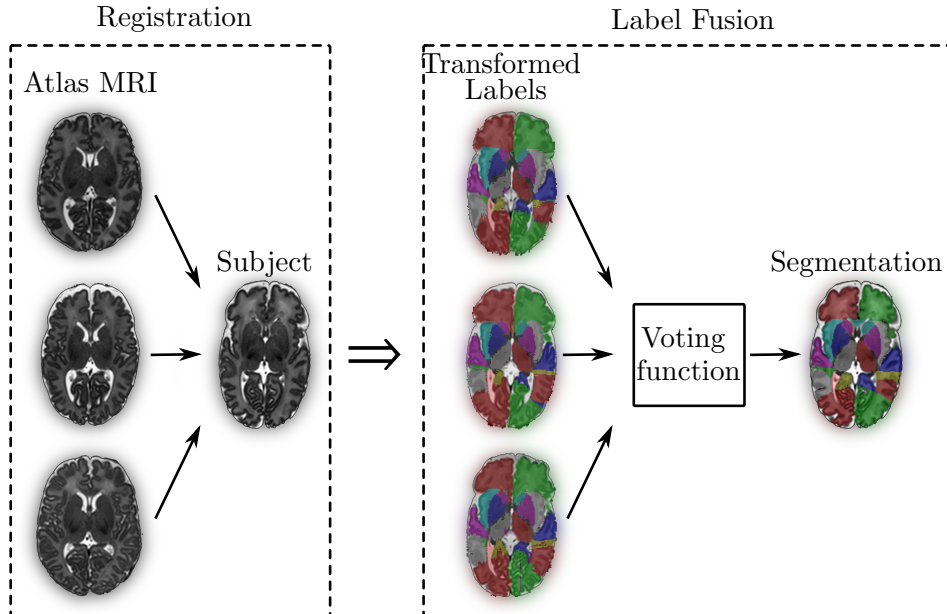 Registration
Label Fusion
Atlas MRI
Transformed
Labels
Subject
Segmentation
Voting
function